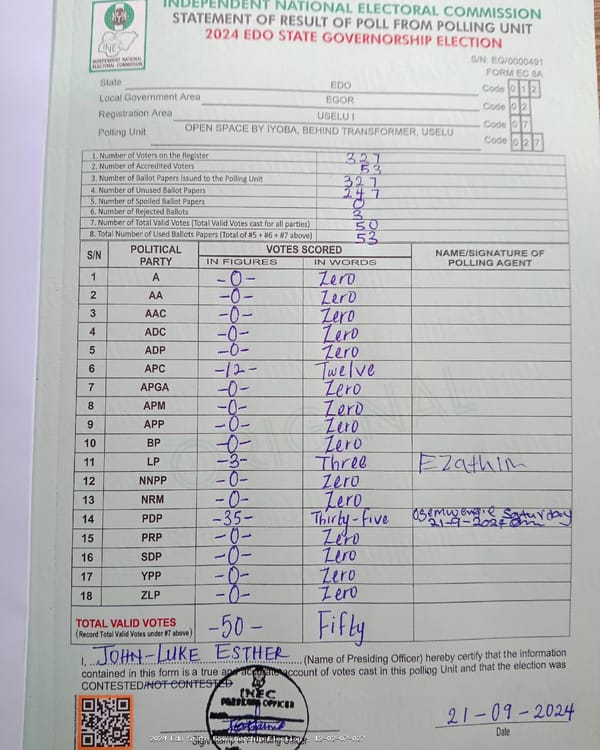 INDEPENDENT NATIONAL ELECTORAL COMMISSION
STATEMENT OF RESULT OF POLL FROM POLLING UNIT
2024 EDO STATE GOVERNORSHIP ELECTION
INEC
INDEPENDENT NATIONAL ELECTORAL COMMISSION
S/N: EG/0000491
FORM EC 8A
State EDO Code 0 1 2
Local Government Area EGOR Code 0 2
Registration Area USELU I Code 0 7
Polling Unit OPEN SPACE BY IYOBA, BEHIND TRANSFORMER, USELU Code 0 2 7
1. Number of Voters on the Register 327
2. Number of Accredited Voters 53
3. Number of Ballot Papers Issued to the Polling Unit 327
4. Number of Unused Ballot Papers 247
5. Number of Spoiled Ballot Papers 0
6. Number of Rejected Ballots 3
7. Number of Total Valid Votes (Total Valid Votes cast for all parties) 50
8. Total Number of Used Ballots Papers (Total of #5 + #6 + #7 above) 53
S/N POLITICAL PARTY VOTES SCORED NAME/SIGNATURE OF POLLING AGENT
IN FIGURES IN WORDS
1 A -0- Zero
2 AA -0- Zero
3 AAC -0- Zero
4 ADC -0- Zero
5 ADP -0- Zero
6 APC -12- Twelve
7 APGA -0- Zero
8 APM -0- Zero
9 APP -0- Zero
10 BP -0- Zero
11 LP -3- Three
12 NNPP -0- Zero
13 NRM -0- Zero
14 PDP -35- Thirty-five Saturday
21-9-2024
15 PRP -0- Zero
16 SDP -0- Zero
17 YPP -0- Zero
18 ZLP -0- Zero
ORIGINAL
TOTAL VALID VOTES -50- Fifty
(Record Total Valid Votes under #7 above)
I, JOHN-LUKE ESTHER (Name of Presiding Officer) hereby certify that the information
contained in this form is a true and accurate account of votes cast in this polling Unit and that the election was
CONTESTED/NOT CONTESTED
INEC
PRESIDING OFFICER
21-09-2024
Date
2024 Edo State Governorship Election - 12-02-07-027